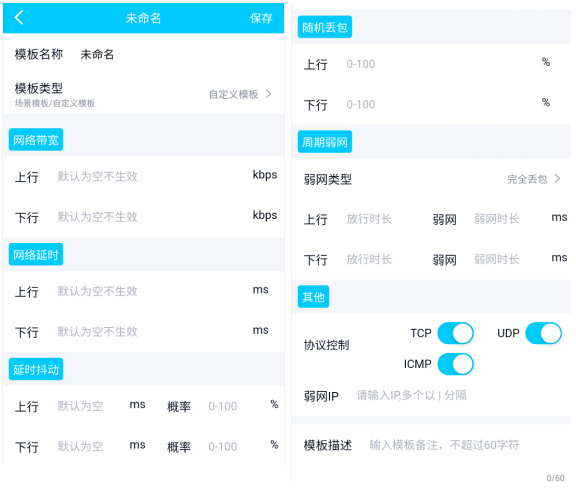 未命名 保存
模板名称 未命名
模板类型
场景模板/自定义模板 自定义模板
网络带宽
上行 默认为空不生效 kbps
下行 默认为空不生效 kbps
网络延时
上行 默认为空不生效 ms
下行 默认为空不生效 ms
延时抖动
上行 默认为空 ms 概率 0-100 %
下行 默认为空 ms 概率 0-100 %
随机丢包
上行 0-100 %
下行 0-100 %
周期弱网
弱网类型 完全丢包
上行 放行时长 弱网 弱网时长 ms
下行 放行时长 弱网 弱网时长 ms
其他
TCP UDP
协议控制
ICMP
弱网IP 请输入IP,多个以 | 分隔
模板描述 输入模板备注，不超过60字符
0/60